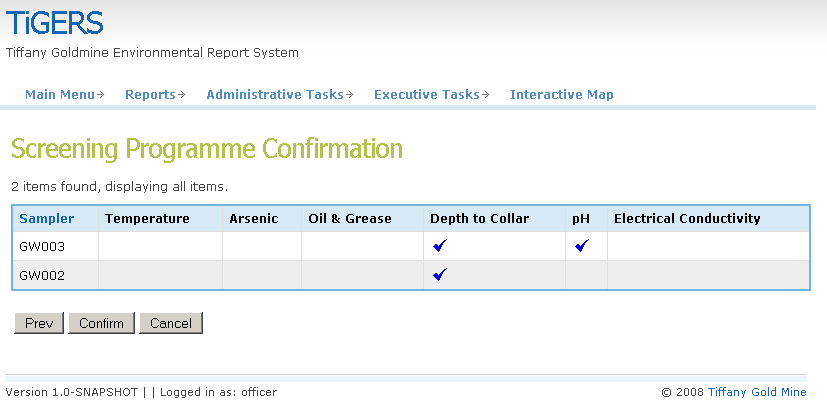 TiGERS
Tiffany Goldmine Environmental Report System
Main Menu Reports Administrative Tasks Executive Tasks Interactive Map
Screening Programme Confirmation
2 items found, displaying all items.
Sampler Temperature Arsenic Oil & Grease Depth to Collar pH Electrical Conductivity
GW003
GW002
Prev Confirm Cancel
Version 1.0-SNAPSHOT | | Logged in as: officer © 2008 Tiffany Gold Mine